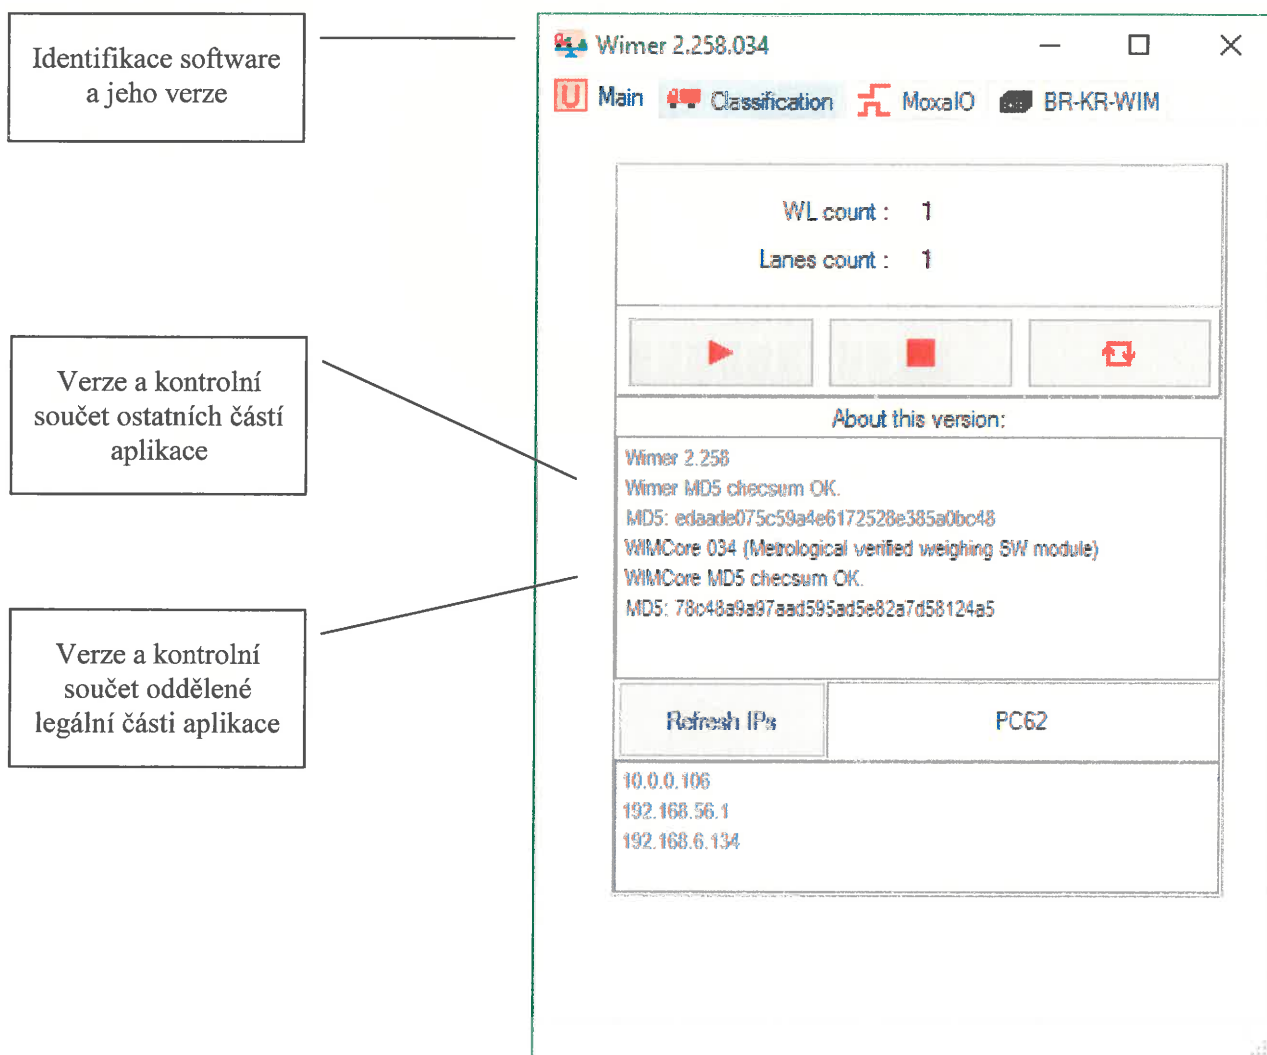 Identifikace software
a jeho verze
Verze a kontrolní
součet ostatních částí
aplikace
Verze a kontrolní
součet oddělené
legální části aplikace
Wimer 2.258.034
Main Classification MoxaIO BR-KR-WIM
WL count : 1
Lanes count : 1
About this version:
Wimer 2.258
Wimer MD5 checsum OK.
MD5: edaade075c59a4e6172528e385a0bc48
WIMCore 034 (Metrological verified weighing SW module)
WIMCore MD5 checsum OK.
MD5: 78c48a9a97aad595ad5e82a7d58124a5
Refresh IPs PC62
10.0.0.106
192.168.56.1
192.168.6.134